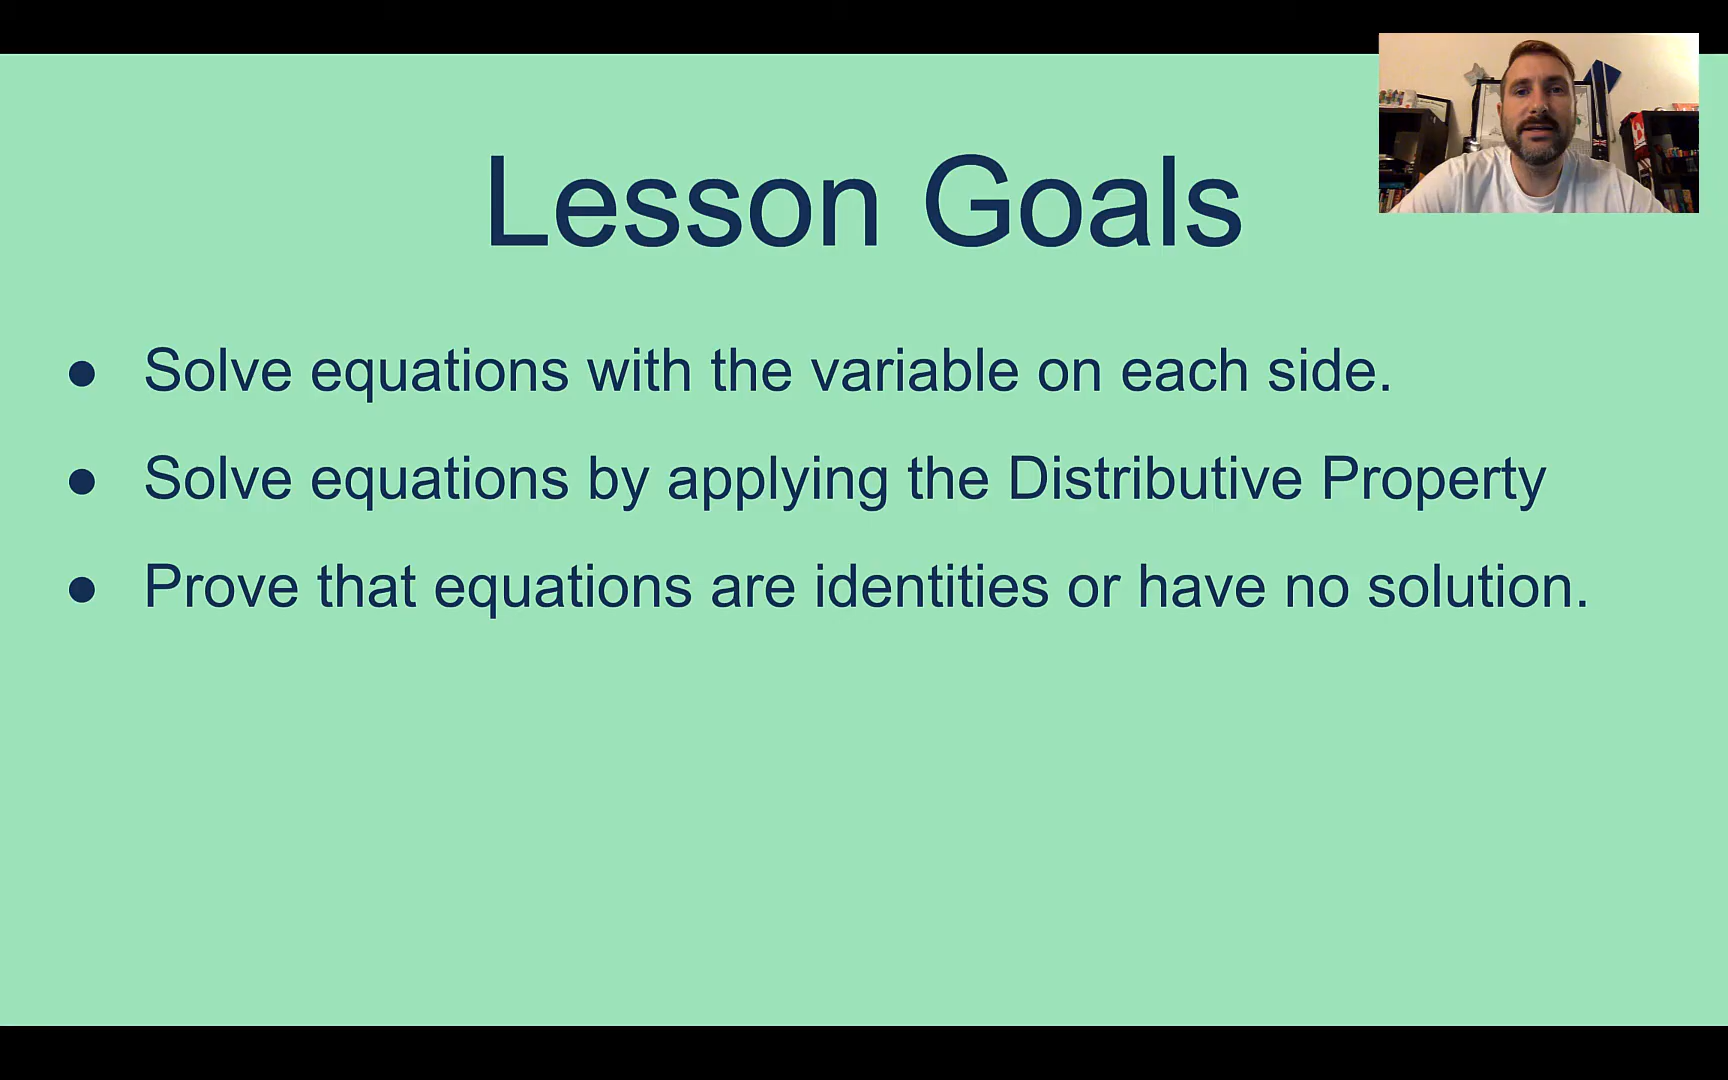 Lesson Goals
● Solve equations with the variable on each side.
● Solve equations by applying the Distributive Property
● Prove that equations are identities or have no solution.